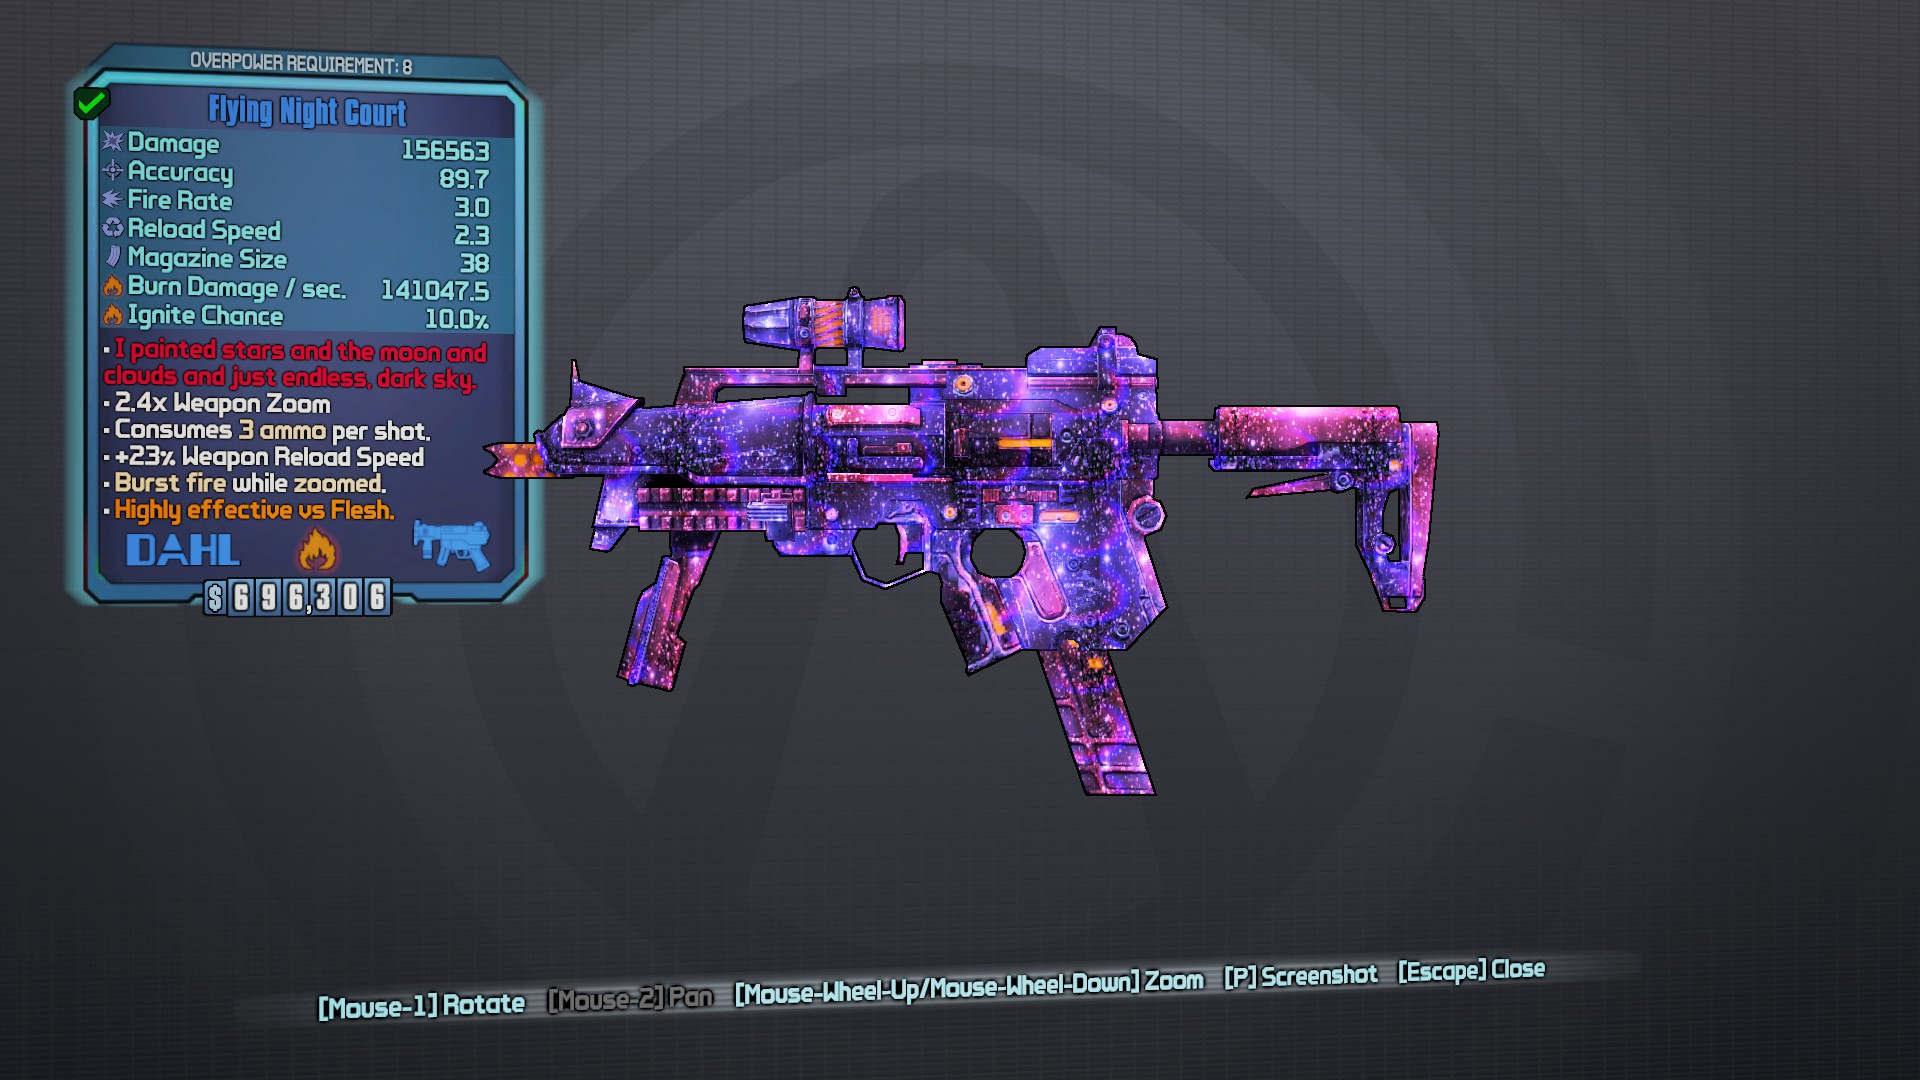 OVERPOWER REQUIREMENT: 8
Flying Night Court
Damage 156563
Accuracy 89.7
Fire Rate 3.0
Reload Speed 2.3
Magazine Size 38
Burn Damage / sec. 141047.5
Ignite Chance 10.0%
• I painted stars and the moon and
clouds and just endless, dark sky.
• 2.4x Weapon Zoom
• Consumes 3 ammo per shot.
• +23% Weapon Reload Speed
• Burst fire while zoomed.
• Highly effective vs Flesh.
DAHL
$696,306
[Mouse-1] Rotate [Mouse-2] Pan [Mouse-Wheel-Up/Mouse-Wheel-Down] Zoom [P] Screenshot [Escape] Close